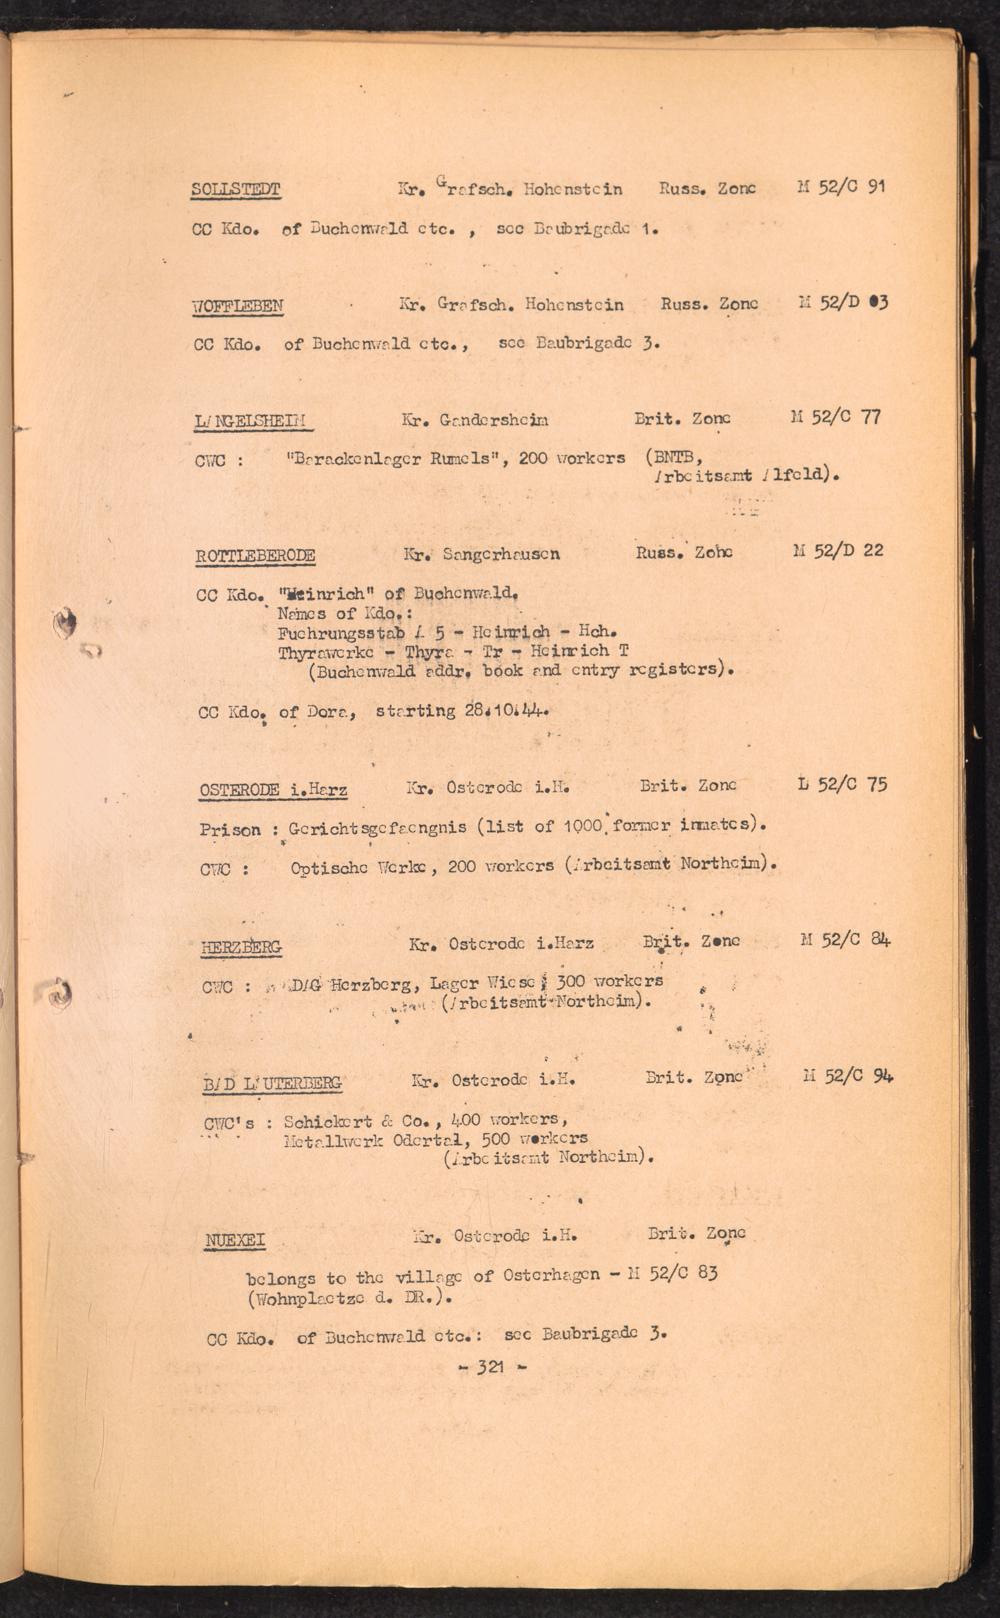 SOLLSTEDT Kr. Grafsch. Hohenstein Russ. Zone M 52/C 91
CC Kdo. of Buchenwald etc. , see Baubrigade 1.
WOFFLEBEN Kr. Grafsch. Hohenstein Russ. Zone M 52/D 03
CC Kdo. of Buchenwald etc., see Baubrigade 3.
LANGELSHEIM Kr. Gandersheim Brit. Zone M 52/C 77
CWC : "Barackenlager Rumels", 200 workers (BNTB,
Arbeitsamt Alfeld).
ROTTLEBERODE Kr. Sangerhausen Russ. Zone M 52/D 22
CC Kdo. "Heinrich" of Buchenwald.
Names of Kdo.:
Fuehrungsstab A 5 - Heinrich - Hch.
Thyrawerke - Thyra - Tr - Heinrich T
(Buchenwald addr. book and entry registers).
CC Kdo. of Dora, starting 28.10.44.
OSTERODE i.Harz Kr. Osterode i.H. Brit. Zone L 52/C 75
Prison : Gerichtsgefaengnis (list of 1000 former inmates).
CWC : Optische Werke, 200 workers (Arbeitsamt Northeim).
HERZBERG Kr. Osterode i.Harz Brit. Zone M 52/C 84
CWC : DAG Herzberg, Lager Wiese; 300 workers
(Arbeitsamt Northeim).
BAD LAUTERBERG Kr. Osterode i.H. Brit. Zone M 52/C 94
CWC's : Schickert & Co., 400 workers,
Metallwerk Odertal, 500 workers
(Arbeitsamt Northeim).
NUEXEI Kr. Osterode i.H. Brit. Zone
belongs to the village of Osterhagen - M 52/C 83
(Wohnplaetze d. DR.).
CC Kdo. of Buchenwald etc.: see Baubrigade 3.
- 321 -